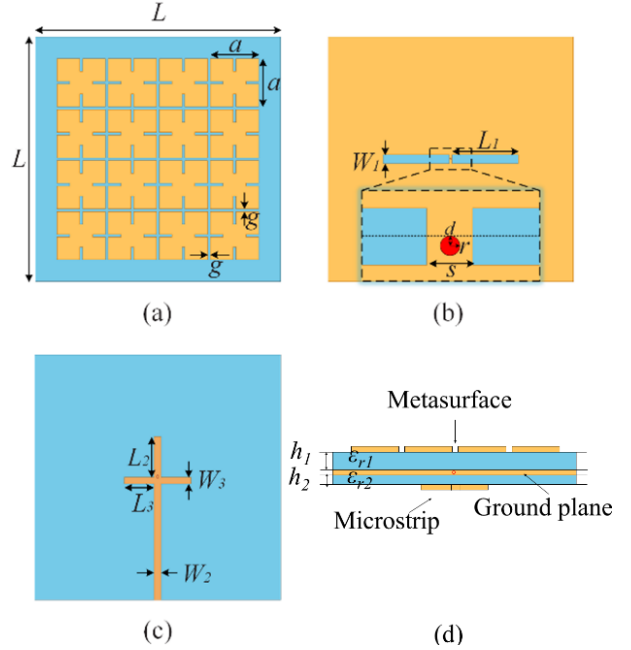 L
a
a
L
g
g
(a)
L1
W1
d
r
s
(b)
L2
W3
L3
W2
(c)
Metasurface
h1
εr1
h2
εr2
Ground plane
Microstrip
(d)